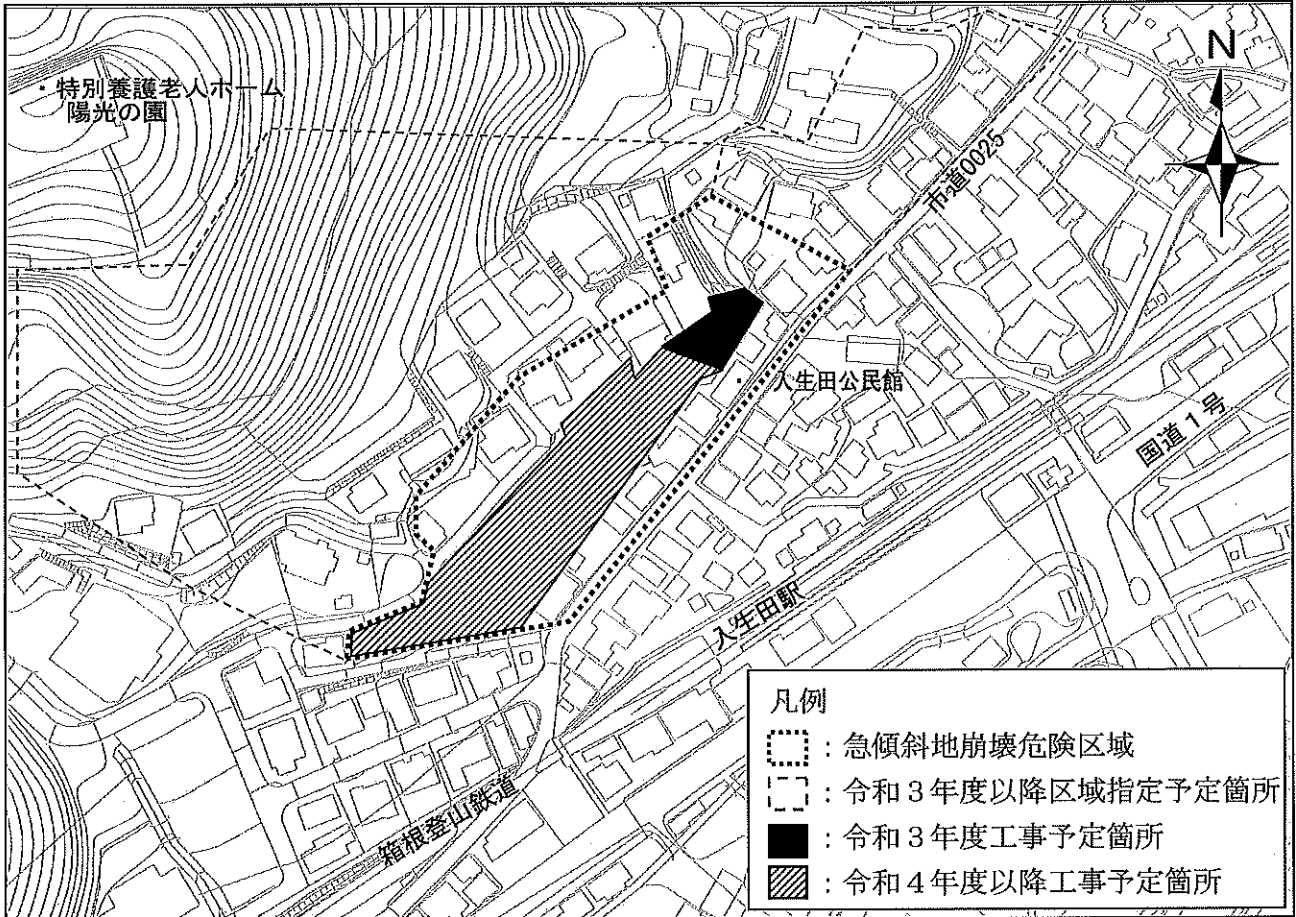 ・特別養護老人ホーム
陽光の園
N
市道0025
入生田公民館
国道1号
入生田駅
箱根登山鉄道
凡例
：急傾斜地崩壊危険区域
：令和3年度以降区域指定予定箇所
：令和3年度工事予定箇所
：令和4年度以降工事予定箇所